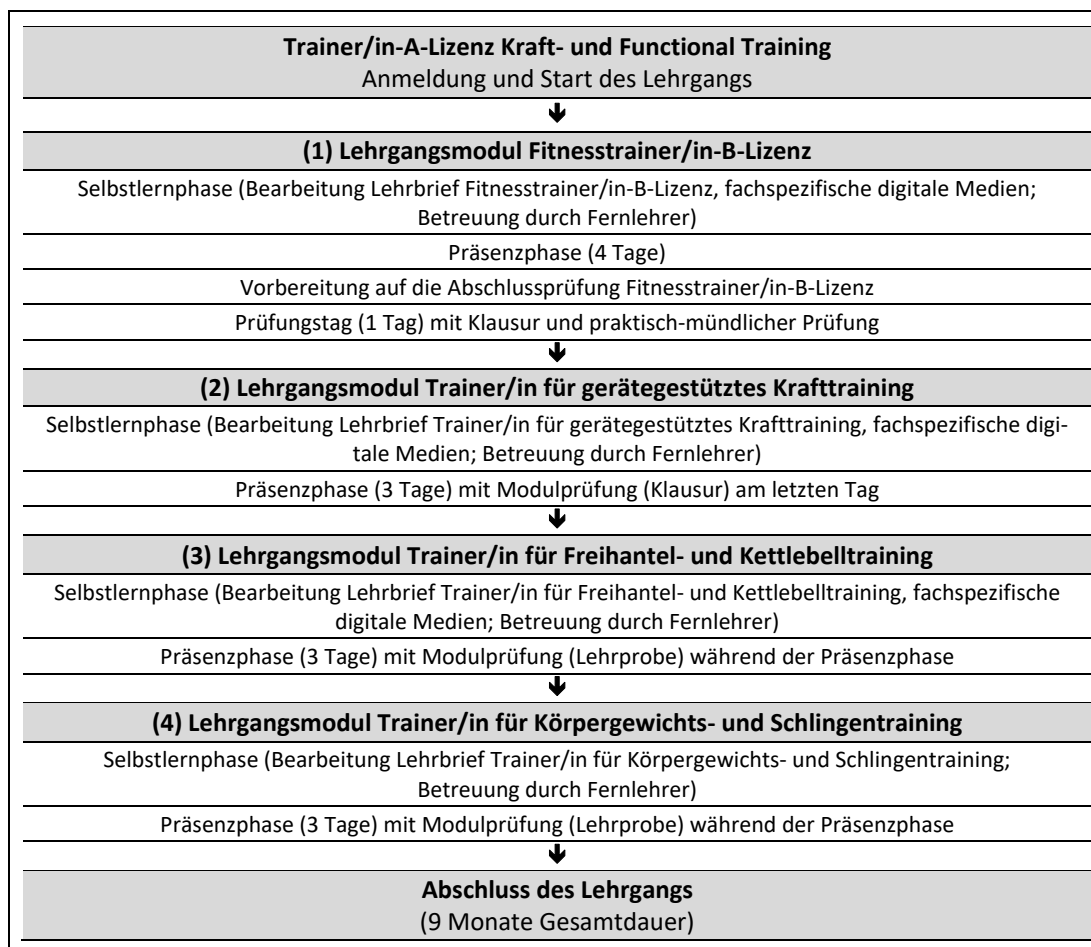 Trainer/in-A-Lizenz Kraft- und Functional Training
Anmeldung und Start des Lehrgangs
(1) Lehrgangsmodul Fitnesstrainer/in-B-Lizenz
Selbstlernphase (Bearbeitung Lehrbrief Fitnesstrainer/in-B-Lizenz, fachspezifische digitale Medien;
Betreuung durch Fernlehrer)
Präsenzphase (4 Tage)
Vorbereitung auf die Abschlussprüfung Fitnesstrainer/in-B-Lizenz
Prüfungstag (1 Tag) mit Klausur und praktisch-mündlicher Prüfung
(2) Lehrgangsmodul Trainer/in für gerätegestütztes Krafttraining
Selbstlernphase (Bearbeitung Lehrbrief Trainer/in für gerätegestütztes Krafttraining, fachspezifische digi-
tale Medien; Betreuung durch Fernlehrer)
Präsenzphase (3 Tage) mit Modulprüfung (Klausur) am letzten Tag
(3) Lehrgangsmodul Trainer/in für Freihantel- und Kettlebelltraining
Selbstlernphase (Bearbeitung Lehrbrief Trainer/in für Freihantel- und Kettlebelltraining, fachspezifische
digitale Medien; Betreuung durch Fernlehrer)
Präsenzphase (3 Tage) mit Modulprüfung (Lehrprobe) während der Präsenzphase
(4) Lehrgangsmodul Trainer/in für Körpergewichts- und Schlingentraining
Selbstlernphase (Bearbeitung Lehrbrief Trainer/in für Körpergewichts- und Schlingentraining;
Betreuung durch Fernlehrer)
Präsenzphase (3 Tage) mit Modulprüfung (Lehrprobe) während der Präsenzphase
Abschluss des Lehrgangs
(9 Monate Gesamtdauer)